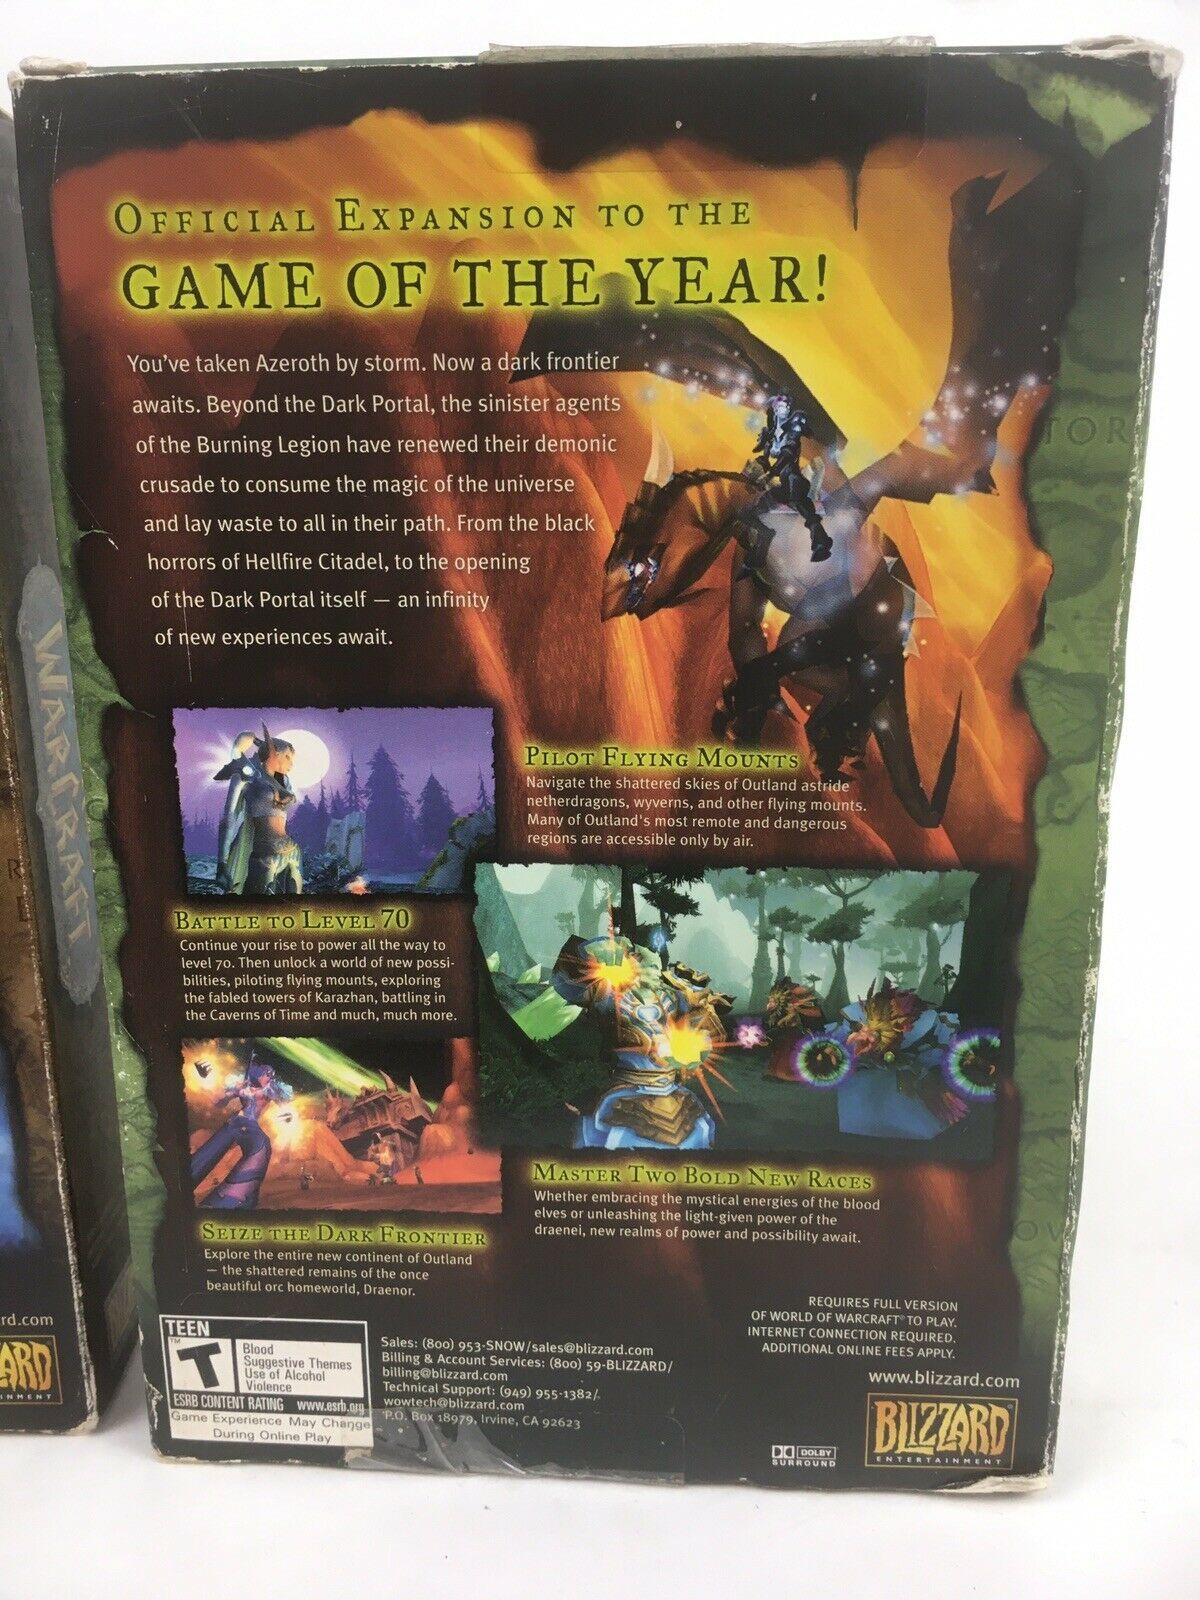 OFFICIAL EXPANSION TO THE
GAME OF THE YEAR!
You've taken Azeroth by storm. Now a dark frontier
awaits. Beyond the Dark Portal, the sinister agents
of the Burning Legion have renewed their demonic
crusade to consume the magic of the universe
and lay waste to all in their path. From the black
horrors of Hellfire Citadel, to the opening
of the Dark Portal itself — an infinity
of new experiences await.
PILOT FLYING MOUNTS
Navigate the shattered skies of Outland astride
netherdragons, wyverns, and other flying mounts.
Many of Outland's most remote and dangerous
regions are accessible only by air.
BATTLE TO LEVEL 70
Continue your rise to power all the way to
level 70. Then unlock a world of new possi-
bilities, piloting flying mounts, exploring
the fabled towers of Karazhan, battling in
the Caverns of Time and much, much more.
MASTER TWO BOLD NEW RACES
Whether embracing the mystical energies of the blood
elves or unleashing the light-given power of the
draenei, new realms of power and possibility await.
SEIZE THE DARK FRONTIER
Explore the entire new continent of Outland
— the shattered remains of the once
beautiful orc homeworld, Draenor.
TEEN
T
TM
Blood
Suggestive Themes
Use of Alcohol
Violence
ESRB CONTENT RATING www.esrb.org
Game Experience May Change
During Online Play
Sales: (800) 953-SNOW/sales@blizzard.com
Billing & Account Services: (800) 59-BLIZZARD/
billing@blizzard.com
Technical Support: (949) 955-1382/
wowtech@blizzard.com
P.O. Box 18979, Irvine, CA 92623
REQUIRES FULL VERSION
OF WORLD OF WARCRAFT® TO PLAY.
INTERNET CONNECTION REQUIRED.
ADDITIONAL ONLINE FEES APPLY.
www.blizzard.com
DOLBY
SURROUND
BLIZZARD®
ENTERTAINMENT
WARCRAFT
rd.com
ARD
INMENT
TOR